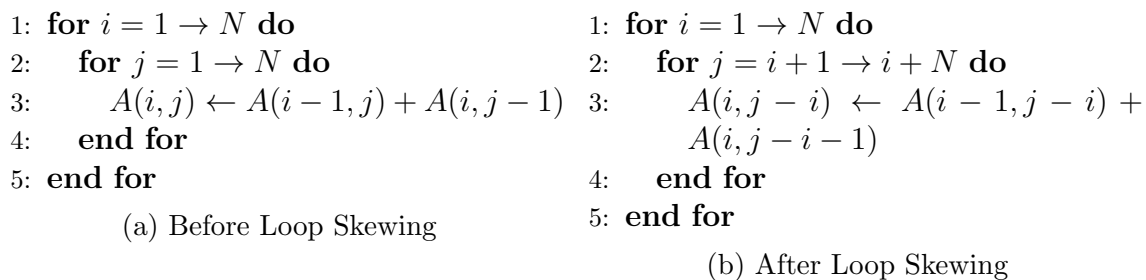 1: for i = 1 → N do
2: for j = 1 → N do
3: A(i, j) ← A(i − 1, j) + A(i, j − 1)
4: end for
5: end for
(a) Before Loop Skewing
1: for i = 1 → N do
2: for j = i + 1 → i + N do
3: A(i, j − i) ← A(i − 1, j − i) +
A(i, j − i − 1)
4: end for
5: end for
(b) After Loop Skewing